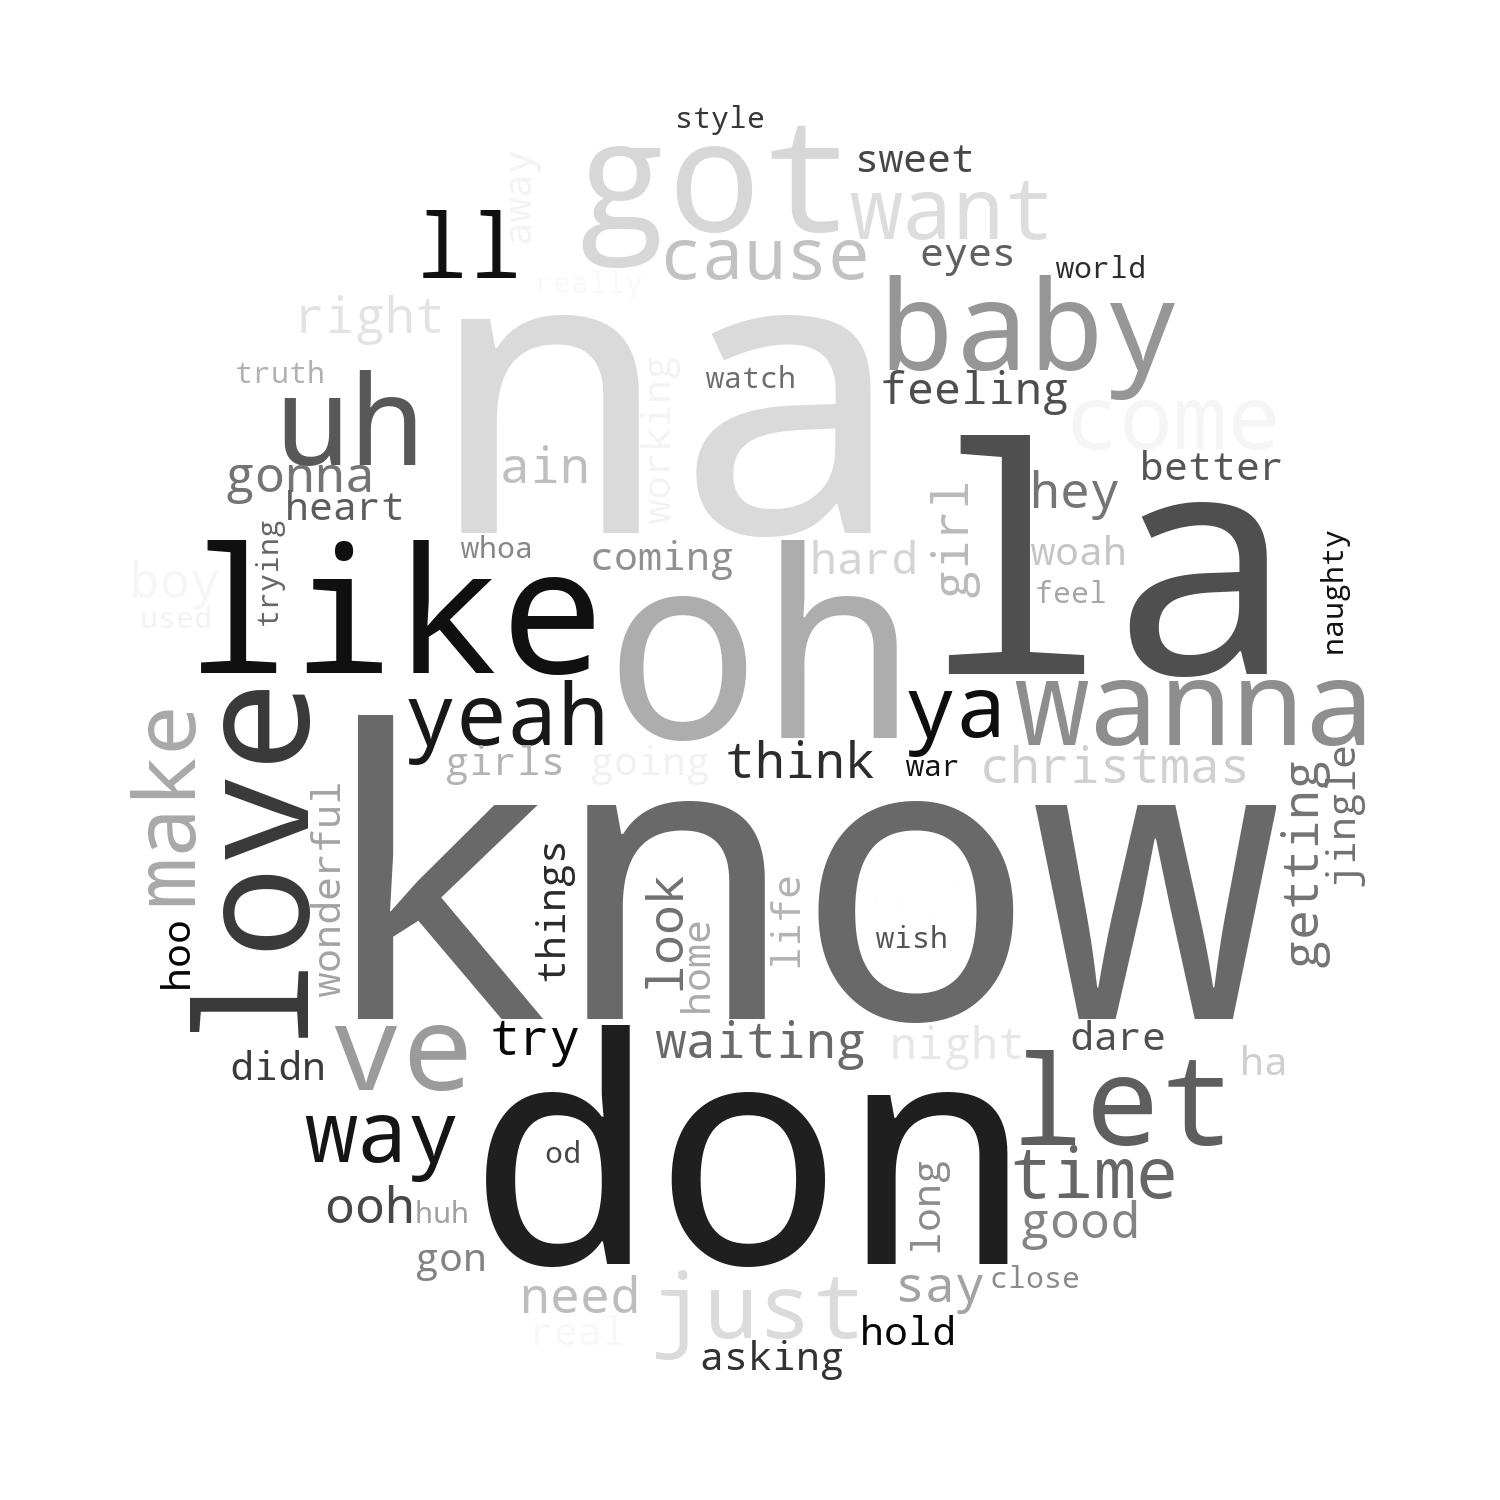 style
got
sweet
away
want
ll
cause
eyes
world
really
right
na
baby
truth
watch
working
feeling
uh
come
gonna
ain
la
better
heart
girl
hey
whoa
coming
hard
woah
like
oh
trying
feel
naughty
boy
used
love
yeah
ya
wanna
make
girls
going
think
war
christmas
know
wonderful
getting
jingle
things
look
life
home
wish
hoo
ve
try
waiting
night
dare
didn
don
let
ha
way
od
time
ooh
huh
long
good
gon
need
just
say
close
real
hold
asking